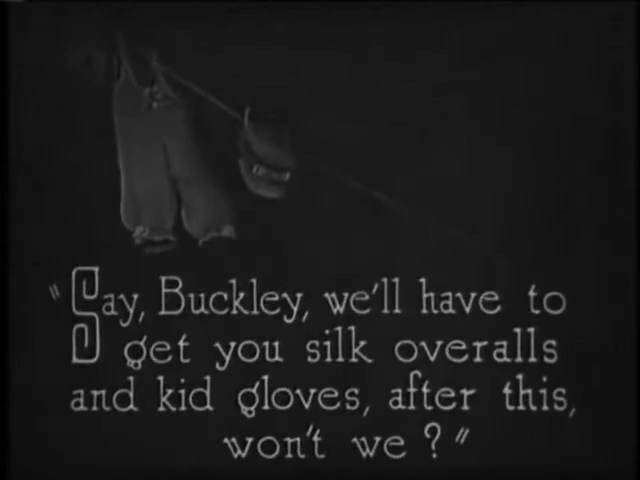 "Say, Buckley, we'll have to
get you silk overalls
and kid gloves, after this,
won't we?"